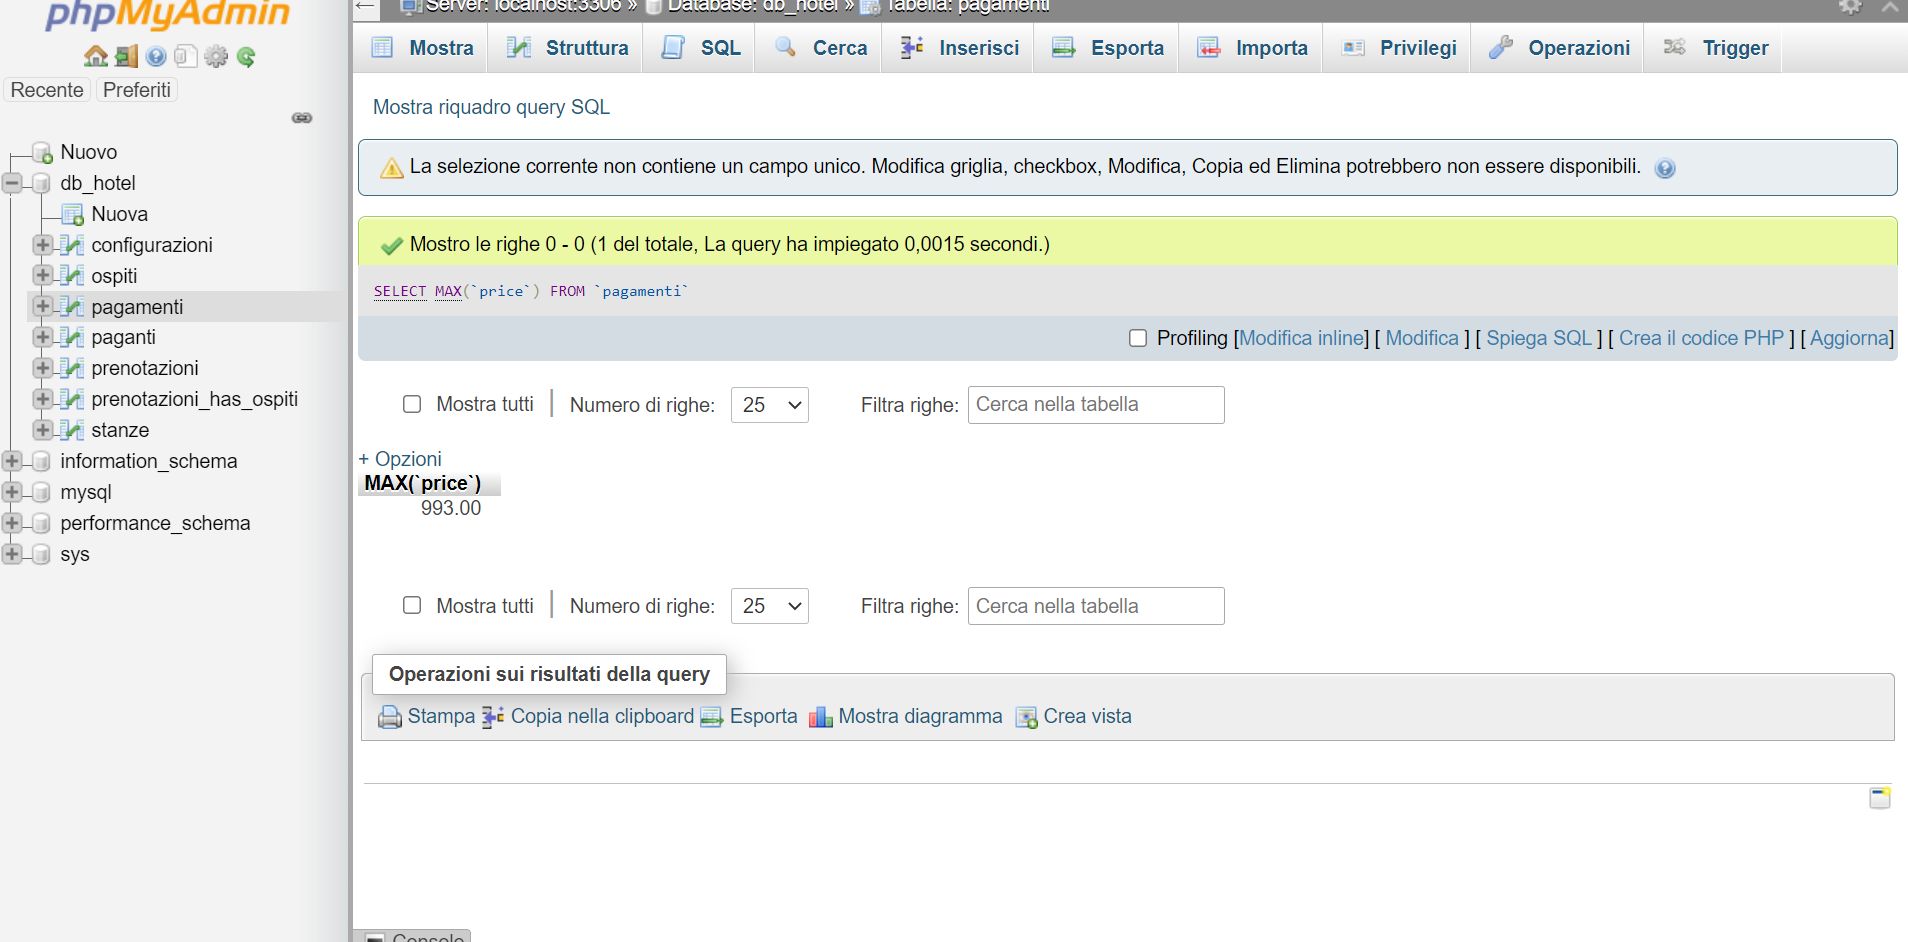 phpMyAdmin
Recente Preferiti
Nuovo
db_hotel
Nuova
configurazioni
ospiti
pagamenti
paganti
prenotazioni
prenotazioni_has_ospiti
stanze
information_schema
mysql
performance_schema
sys
Server: localhost:3306 » Database: db_hotel » Tabella: pagamenti
Mostra Struttura SQL Cerca Inserisci Esporta Importa Privilegi Operazioni Trigger
Mostra riquadro query SQL
La selezione corrente non contiene un campo unico. Modifica griglia, checkbox, Modifica, Copia ed Elimina potrebbero non essere disponibili.
Mostro le righe 0 - 0 (1 del totale, La query ha impiegato 0,0015 secondi.)
SELECT MAX(`price`) FROM `pagamenti`
Profiling [Modifica inline] [ Modifica ] [ Spiega SQL ] [ Crea il codice PHP ] [ Aggiorna]
Mostra tutti | Numero di righe: 25 Filtra righe: Cerca nella tabella
+ Opzioni
MAX(`price`)
993.00
Mostra tutti | Numero di righe: 25 Filtra righe: Cerca nella tabella
Operazioni sui risultati della query
Stampa Copia nella clipboard Esporta Mostra diagramma Crea vista
Console